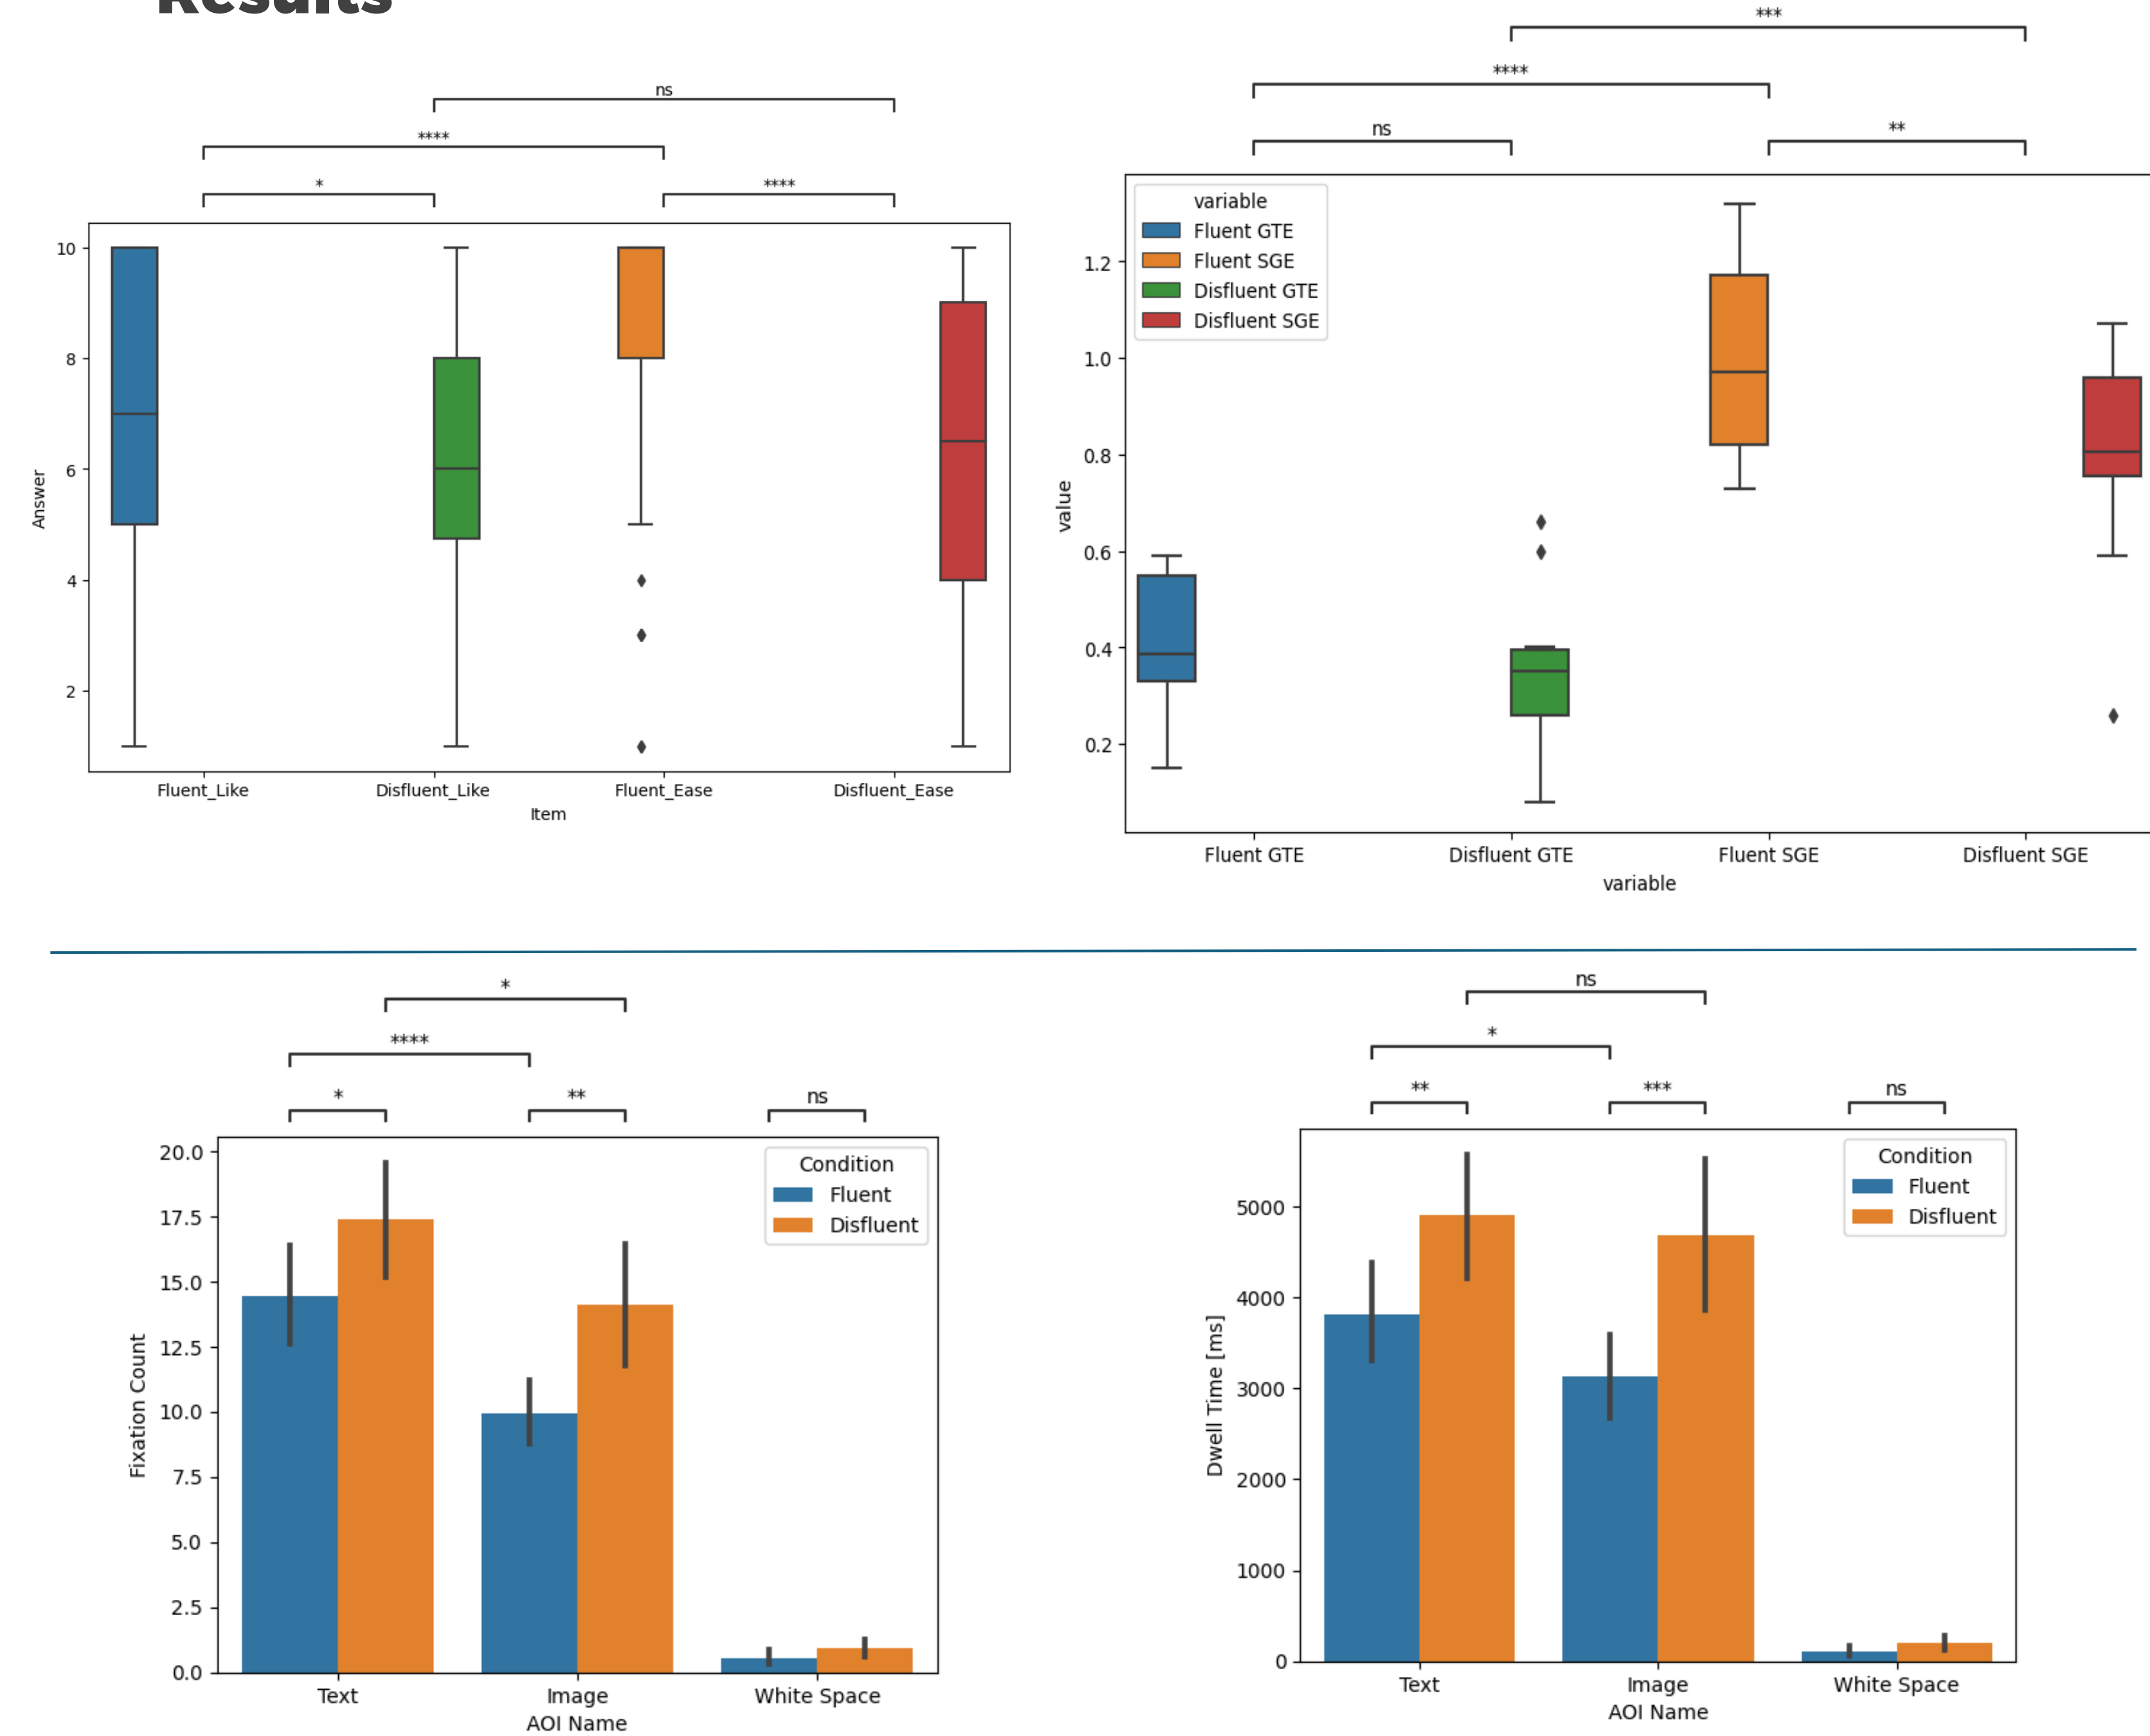 Results
ns
****
*
****
10
8
6
4
2
Answer
Fluent_Like
Disfluent_Like
Fluent_Ease
Disfluent_Ease
Item
***
****
ns
**
variable
Fluent GTE
Fluent SGE
Disfluent GTE
Disfluent SGE
1.2
1.0
0.8
0.6
0.4
0.2
value
Fluent GTE
Disfluent GTE
Fluent SGE
Disfluent SGE
variable
*
****
*
**
ns
Condition
Fluent
Disfluent
20.0
17.5
15.0
12.5
10.0
7.5
5.0
2.5
0.0
Fixation Count
Text
Image
White Space
AOI Name
ns
*
**
***
ns
Condition
Fluent
Disfluent
5000
4000
3000
2000
1000
0
Dwell Time [ms]
Text
Image
White Space
AOI Name